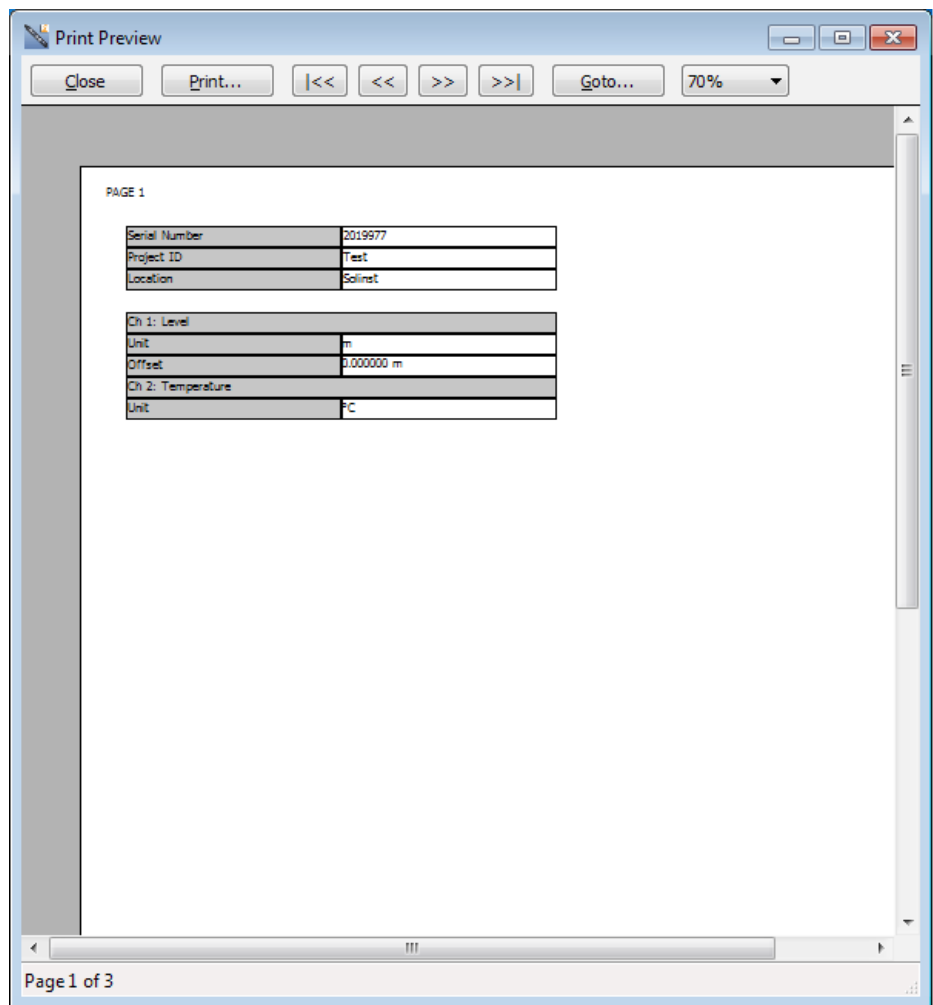 Print Preview
Close Print... |<< << >> >>| Goto... 70%
PAGE 1
Serial Number 2019977
Project ID Test
Location Solinst
Ch 1: Level
Unit m
Offset 0.000000 m
Ch 2: Temperature
Unit °C
Page 1 of 3